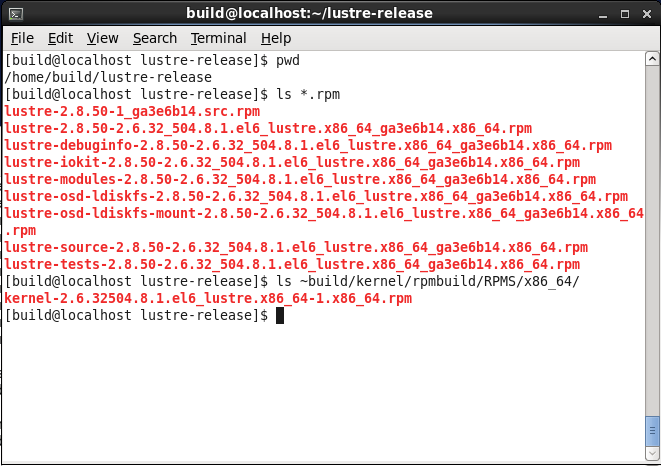 build@localhost:~/lustre-release
File Edit View Search Terminal Help
[build@localhost lustre-release]$ pwd
/home/build/lustre-release
[build@localhost lustre-release]$ ls *.rpm
lustre-2.8.50-1_ga3e6b14.src.rpm
lustre-2.8.50-2.6.32_504.8.1.el6_lustre.x86_64_ga3e6b14.x86_64.rpm
lustre-debuginfo-2.8.50-2.6.32_504.8.1.el6_lustre.x86_64_ga3e6b14.x86_64.rpm
lustre-iokit-2.8.50-2.6.32_504.8.1.el6_lustre.x86_64_ga3e6b14.x86_64.rpm
lustre-modules-2.8.50-2.6.32_504.8.1.el6_lustre.x86_64_ga3e6b14.x86_64.rpm
lustre-osd-ldiskfs-2.8.50-2.6.32_504.8.1.el6_lustre.x86_64_ga3e6b14.x86_64.rpm
lustre-osd-ldiskfs-mount-2.8.50-2.6.32_504.8.1.el6_lustre.x86_64_ga3e6b14.x86_64
.rpm
lustre-source-2.8.50-2.6.32_504.8.1.el6_lustre.x86_64_ga3e6b14.x86_64.rpm
lustre-tests-2.8.50-2.6.32_504.8.1.el6_lustre.x86_64_ga3e6b14.x86_64.rpm
[build@localhost lustre-release]$ ls ~build/kernel/rpmbuild/RPMS/x86_64/
kernel-2.6.32504.8.1.el6_lustre.x86_64-1.x86_64.rpm
[build@localhost lustre-release]$